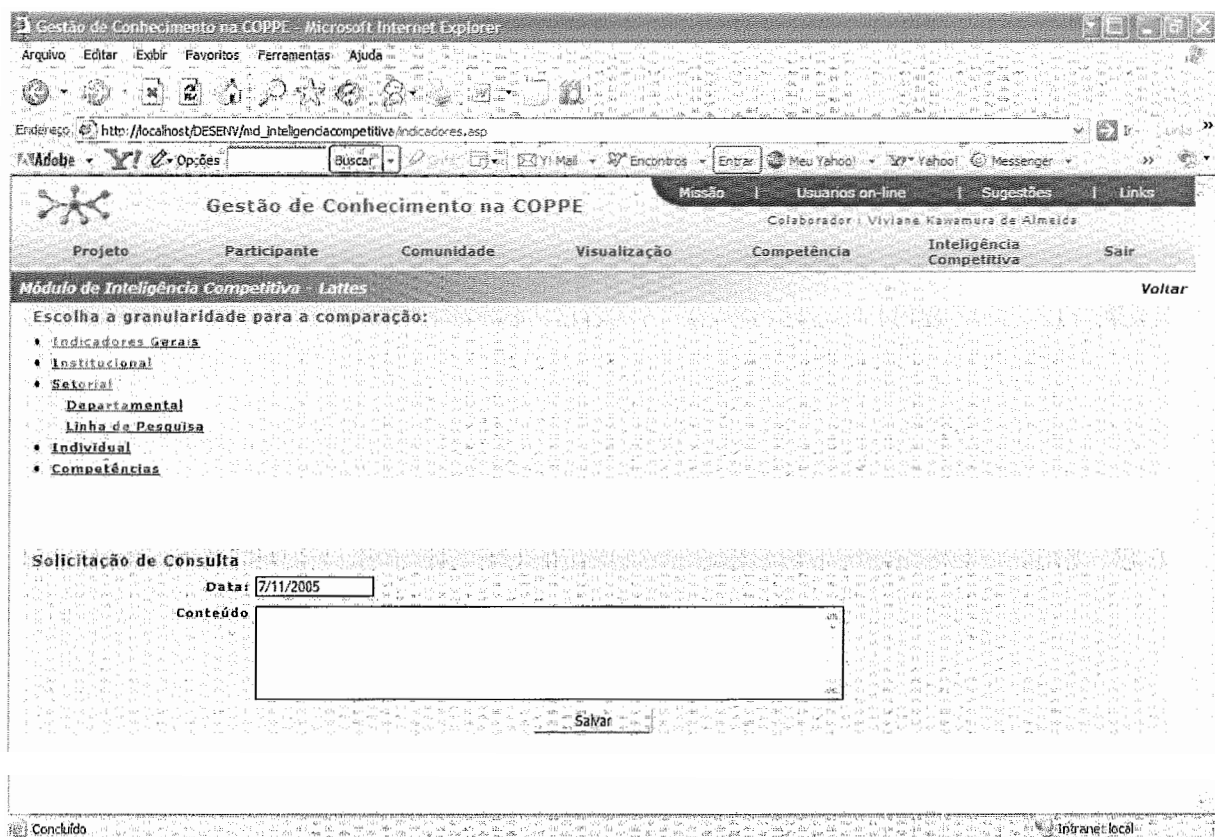 Gestão de Conhecimento na COPPE - Microsoft Internet Explorer
Arquivo Editar Exibir Favoritos Ferramentas Ajuda
Endereço http://localhost/DESENV/md_inteligenciacompetitiva/indicadores.asp Ir Links »
Adobe Y! Opções Buscar Y! Mail Encontros Entrar Meu Yahoo! Yahoo! Messenger »
Missão | Usuarios on-line | Sugestões | Links
Gestão de Conhecimento na COPPE
Colaborador : Viviane Kawamura de Almeida
Projeto Participante Comunidade Visualização Competência Inteligência Competitiva Sair
Módulo de Inteligência Competitiva - Lattes Voltar
Escolha a granularidade para a comparação:
• Indicadores Gerais
• Institucional
• Setorial
Departamental
Linha de Pesquisa
• Individual
• Competências
Solicitação de Consulta
Data: 7/11/2005
Conteúdo
Salvar
Concluído Intranet local